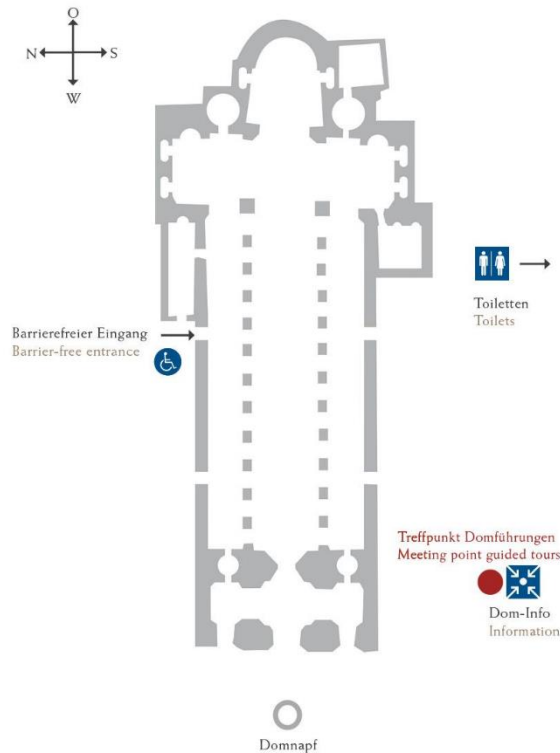 O
N S
W
Toiletten
Toilets
Barrierefreier Eingang
Barrier-free entrance
Treffpunkt Domführungen
Meeting point guided tours
Dom-Info
Information
Domnapf